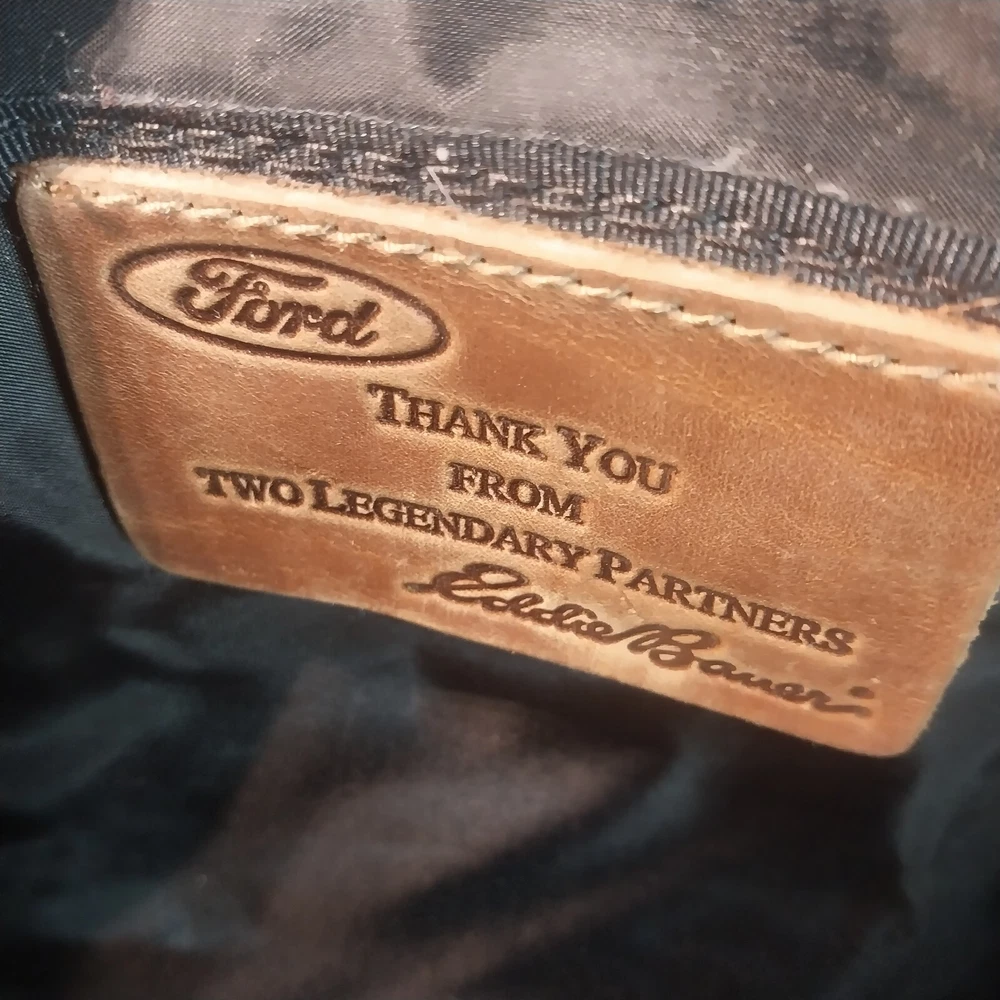 Ford
THANK YOU
FROM
TWO LEGENDARY PARTNERS
Eddie Bauer